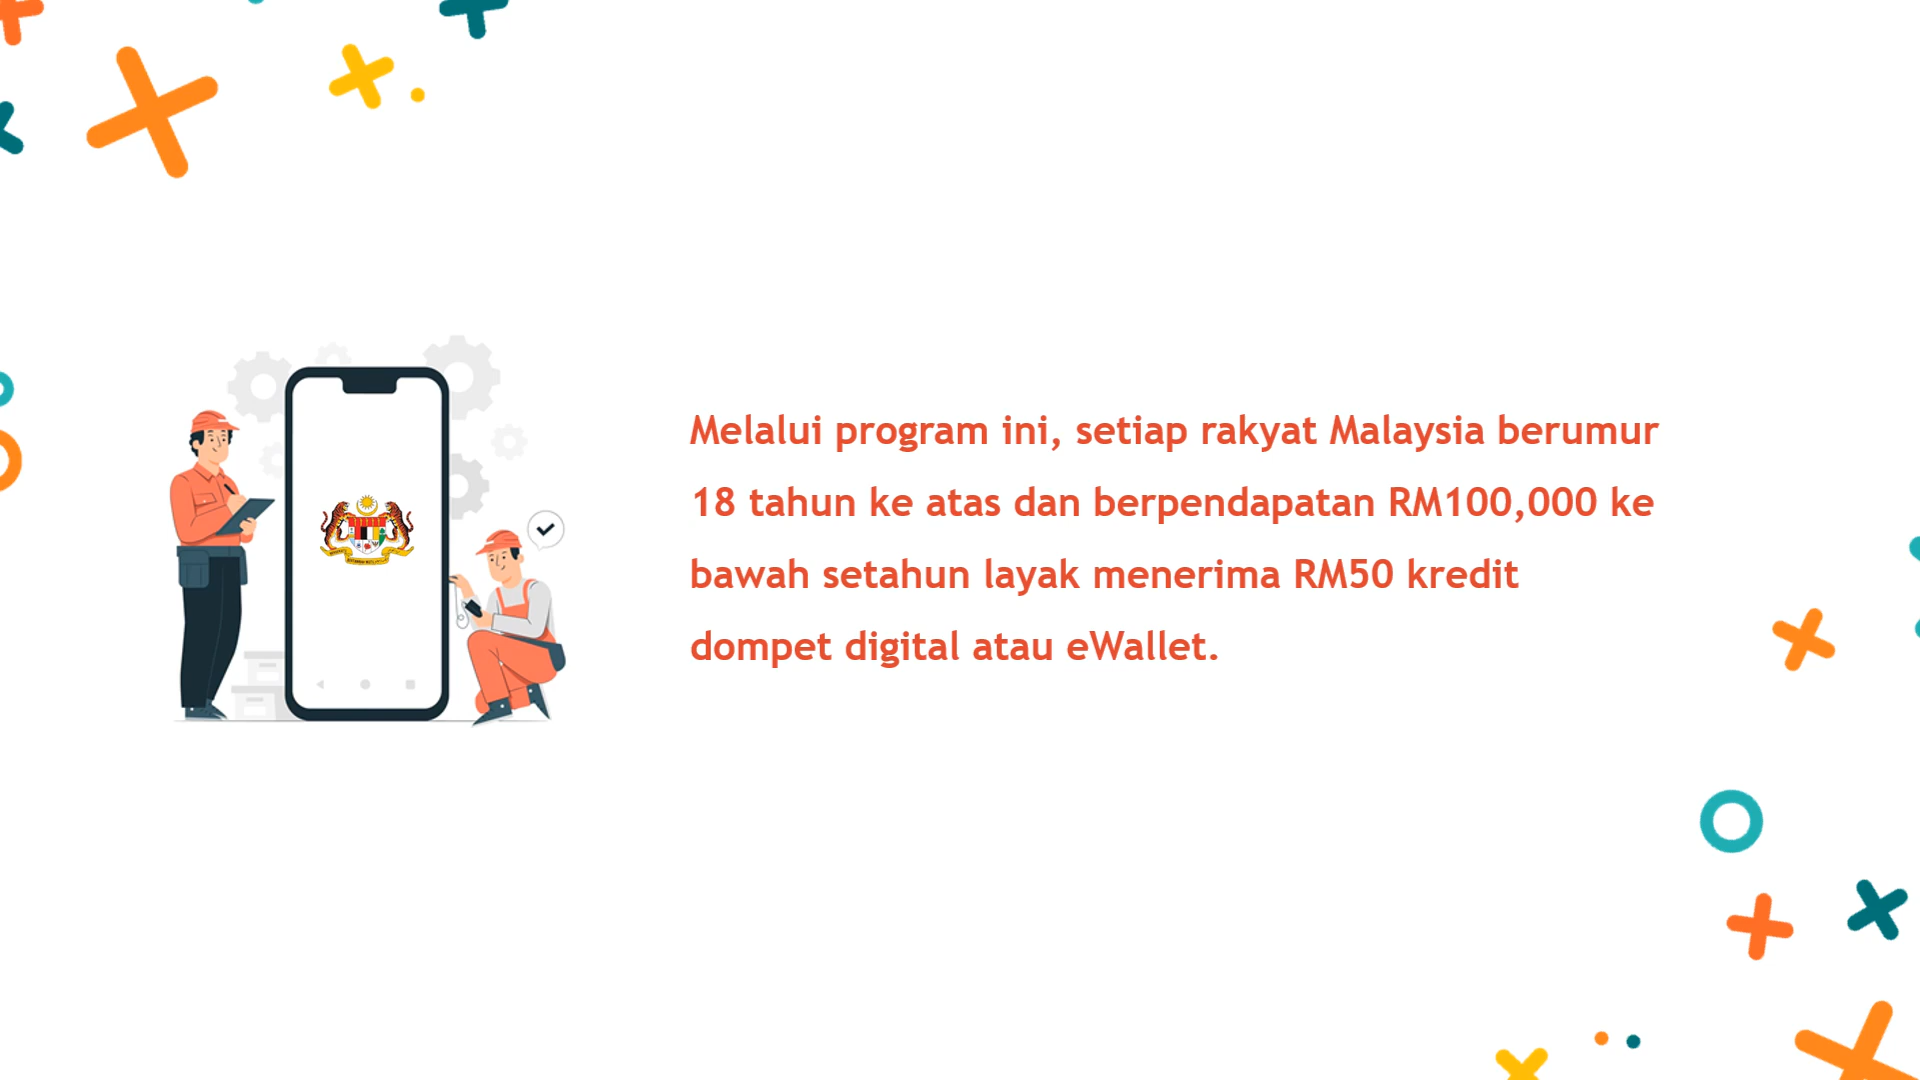 Melalui program ini, setiap rakyat Malaysia berumur
18 tahun ke atas dan berpendapatan RM100,000 ke
bawah setahun layak menerima RM50 kredit
dompet digital atau eWallet.